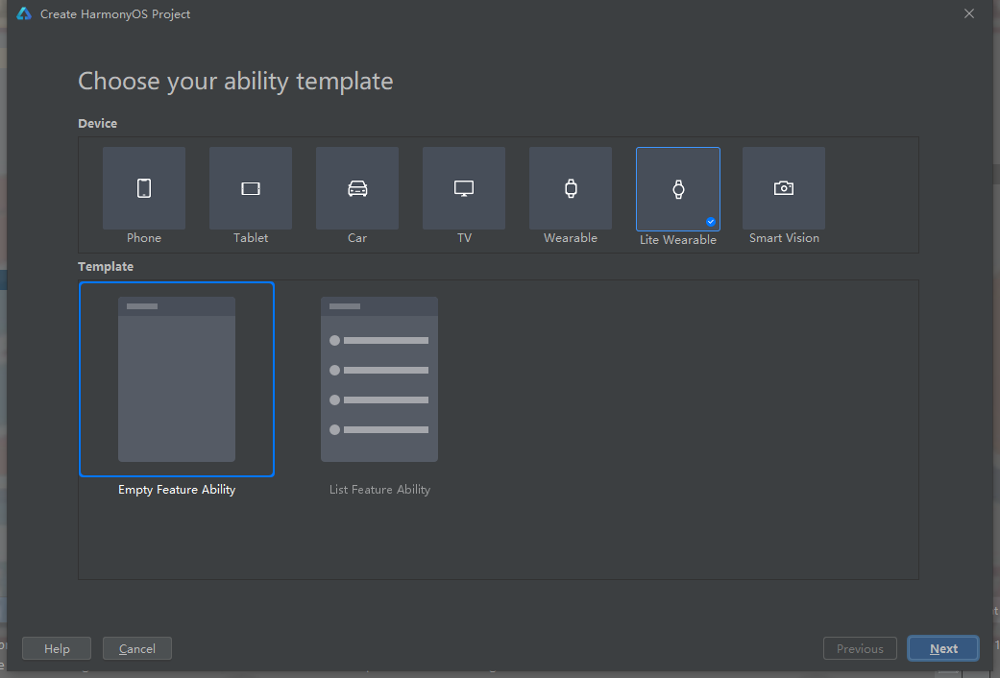 Create HarmonyOS Project
Choose your ability template
Device
Phone
Tablet
Car
TV
Wearable
Lite Wearable
Smart Vision
Template
Empty Feature Ability
List Feature Ability
Help
Cancel
Previous
Next